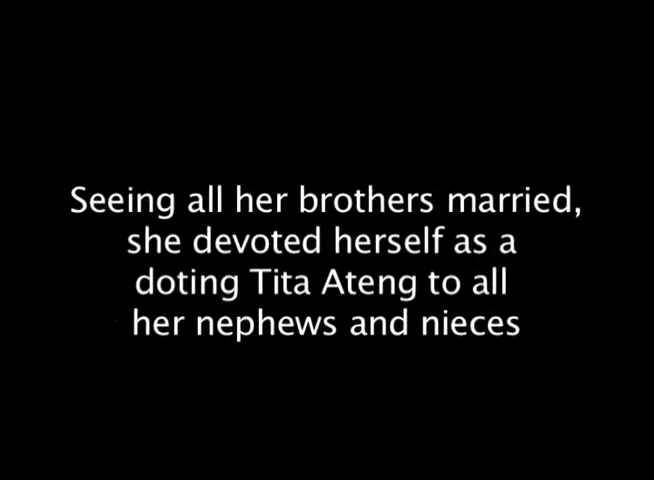 Seeing all her brothers married,
she devoted herself as a
doting Tita Ateng to all
her nephews and nieces